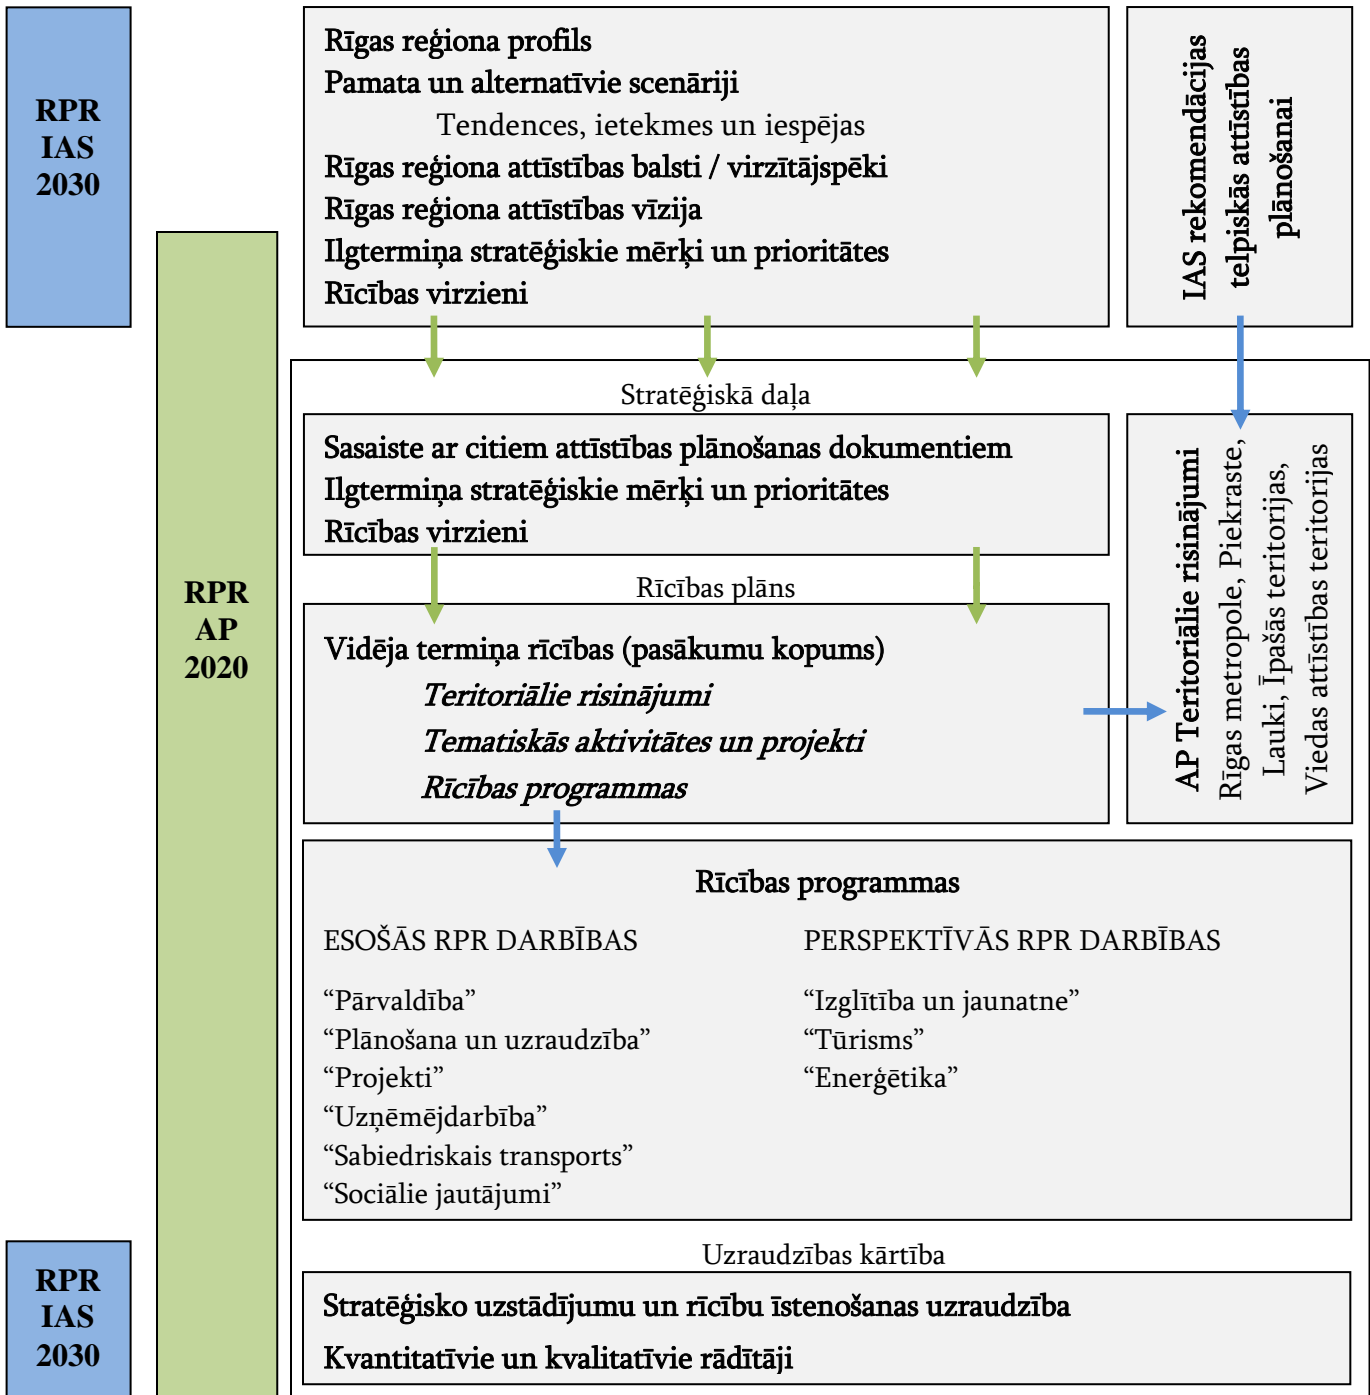 RPR
IAS
2030
Rīgas reģiona profils
Pamata un alternatīvie scenāriji
Tendences, ietekmes un iespējas
Rīgas reģiona attīstības balsti / virzītājspēki
Rīgas reģiona attīstības vīzija
Ilgtermiņa stratēģiskie mērķi un prioritātes
Rīcības virzieni
IAS rekomendācijas
telpiskās attīstības
plānošanai
RPR
AP
2020
Stratēģiskā daļa
Sasaiste ar citiem attīstības plānošanas dokumentiem
Ilgtermiņa stratēģiskie mērķi un prioritātes
Rīcības virzieni
Rīcības plāns
Vidēja termiņa rīcības (pasākumu kopums)
Teritoriālie risinājumi
Tematiskās aktivitātes un projekti
Rīcības programmas
AP Teritoriālie risinājumi
Rīgas metropole, Piekraste,
Lauki, Īpašās teritorijas,
Viedas attīstības teritorijas
Rīcības programmas
ESOŠĀS RPR DARBĪBAS
“Pārvaldība”
“Plānošana un uzraudzība”
“Projekti”
“Uzņēmējdarbība”
“Sabiedriskais transports”
“Sociālie jautājumi”
PERSPEKTĪVĀS RPR DARBĪBAS
“Izglītība un jaunatne”
“Tūrisms”
“Enerģētika”
RPR
IAS
2030
Uzraudzības kārtība
Stratēģisko uzstādījumu un rīcību īstenošanas uzraudzība
Kvantitatīvie un kvalitatīvie rādītāji